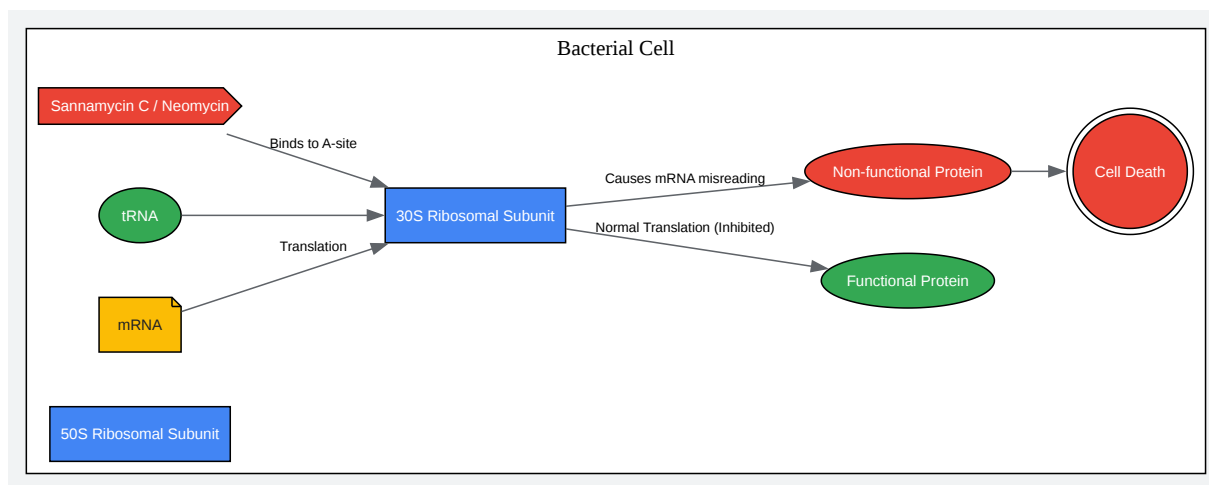 Bacterial Cell
Sannamycin C / Neomycin
Binds to A-site
tRNA
30S Ribosomal Subunit
Translation
mRNA
50S Ribosomal Subunit
Causes mRNA misreading
Non-functional Protein
Cell Death
Normal Translation (Inhibited)
Functional Protein